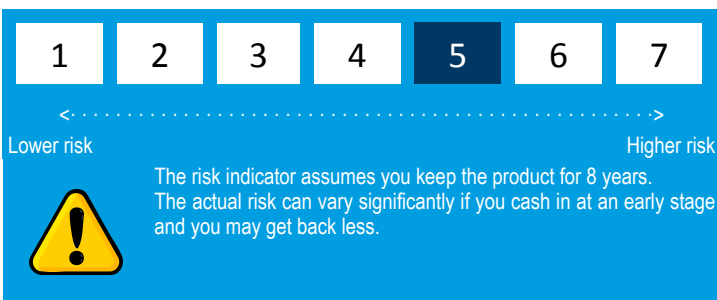 1 2 3 4 5 6 7
<·····················································>
Lower risk Higher risk
The risk indicator assumes you keep the product for 8 years.
The actual risk can vary significantly if you cash in at an early stage
and you may get back less.